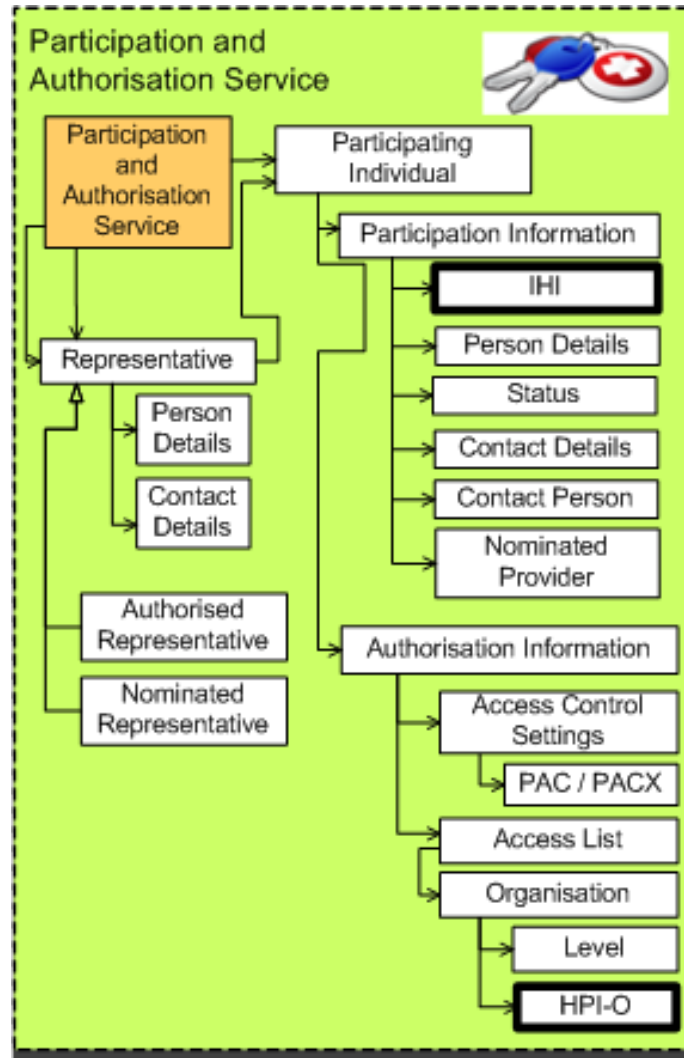 Participation and
Authorisation Service
Participation
and
Authorisation
Service
Participating
Individual
Participation Information
IHI
Person Details
Status
Contact Details
Contact Person
Nominated
Provider
Representative
Person
Details
Contact
Details
Authorised
Representative
Nominated
Representative
Authorisation Information
Access Control
Settings
PAC / PACX
Access List
Organisation
Level
HPI-O